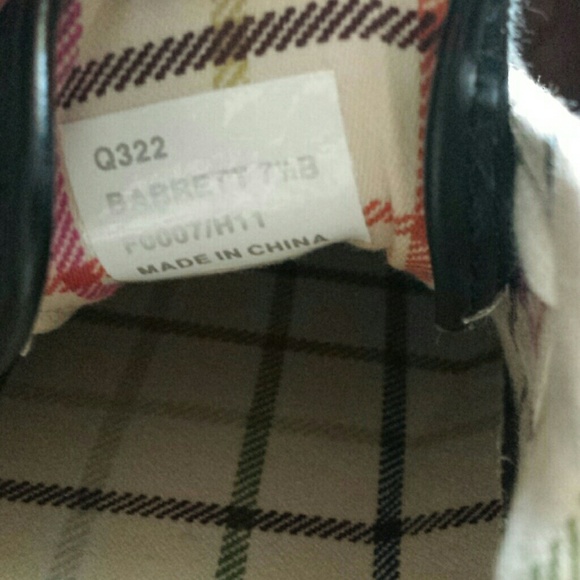 Q322
BARRETT 7½B
F0007/H11
MADE IN CHINA